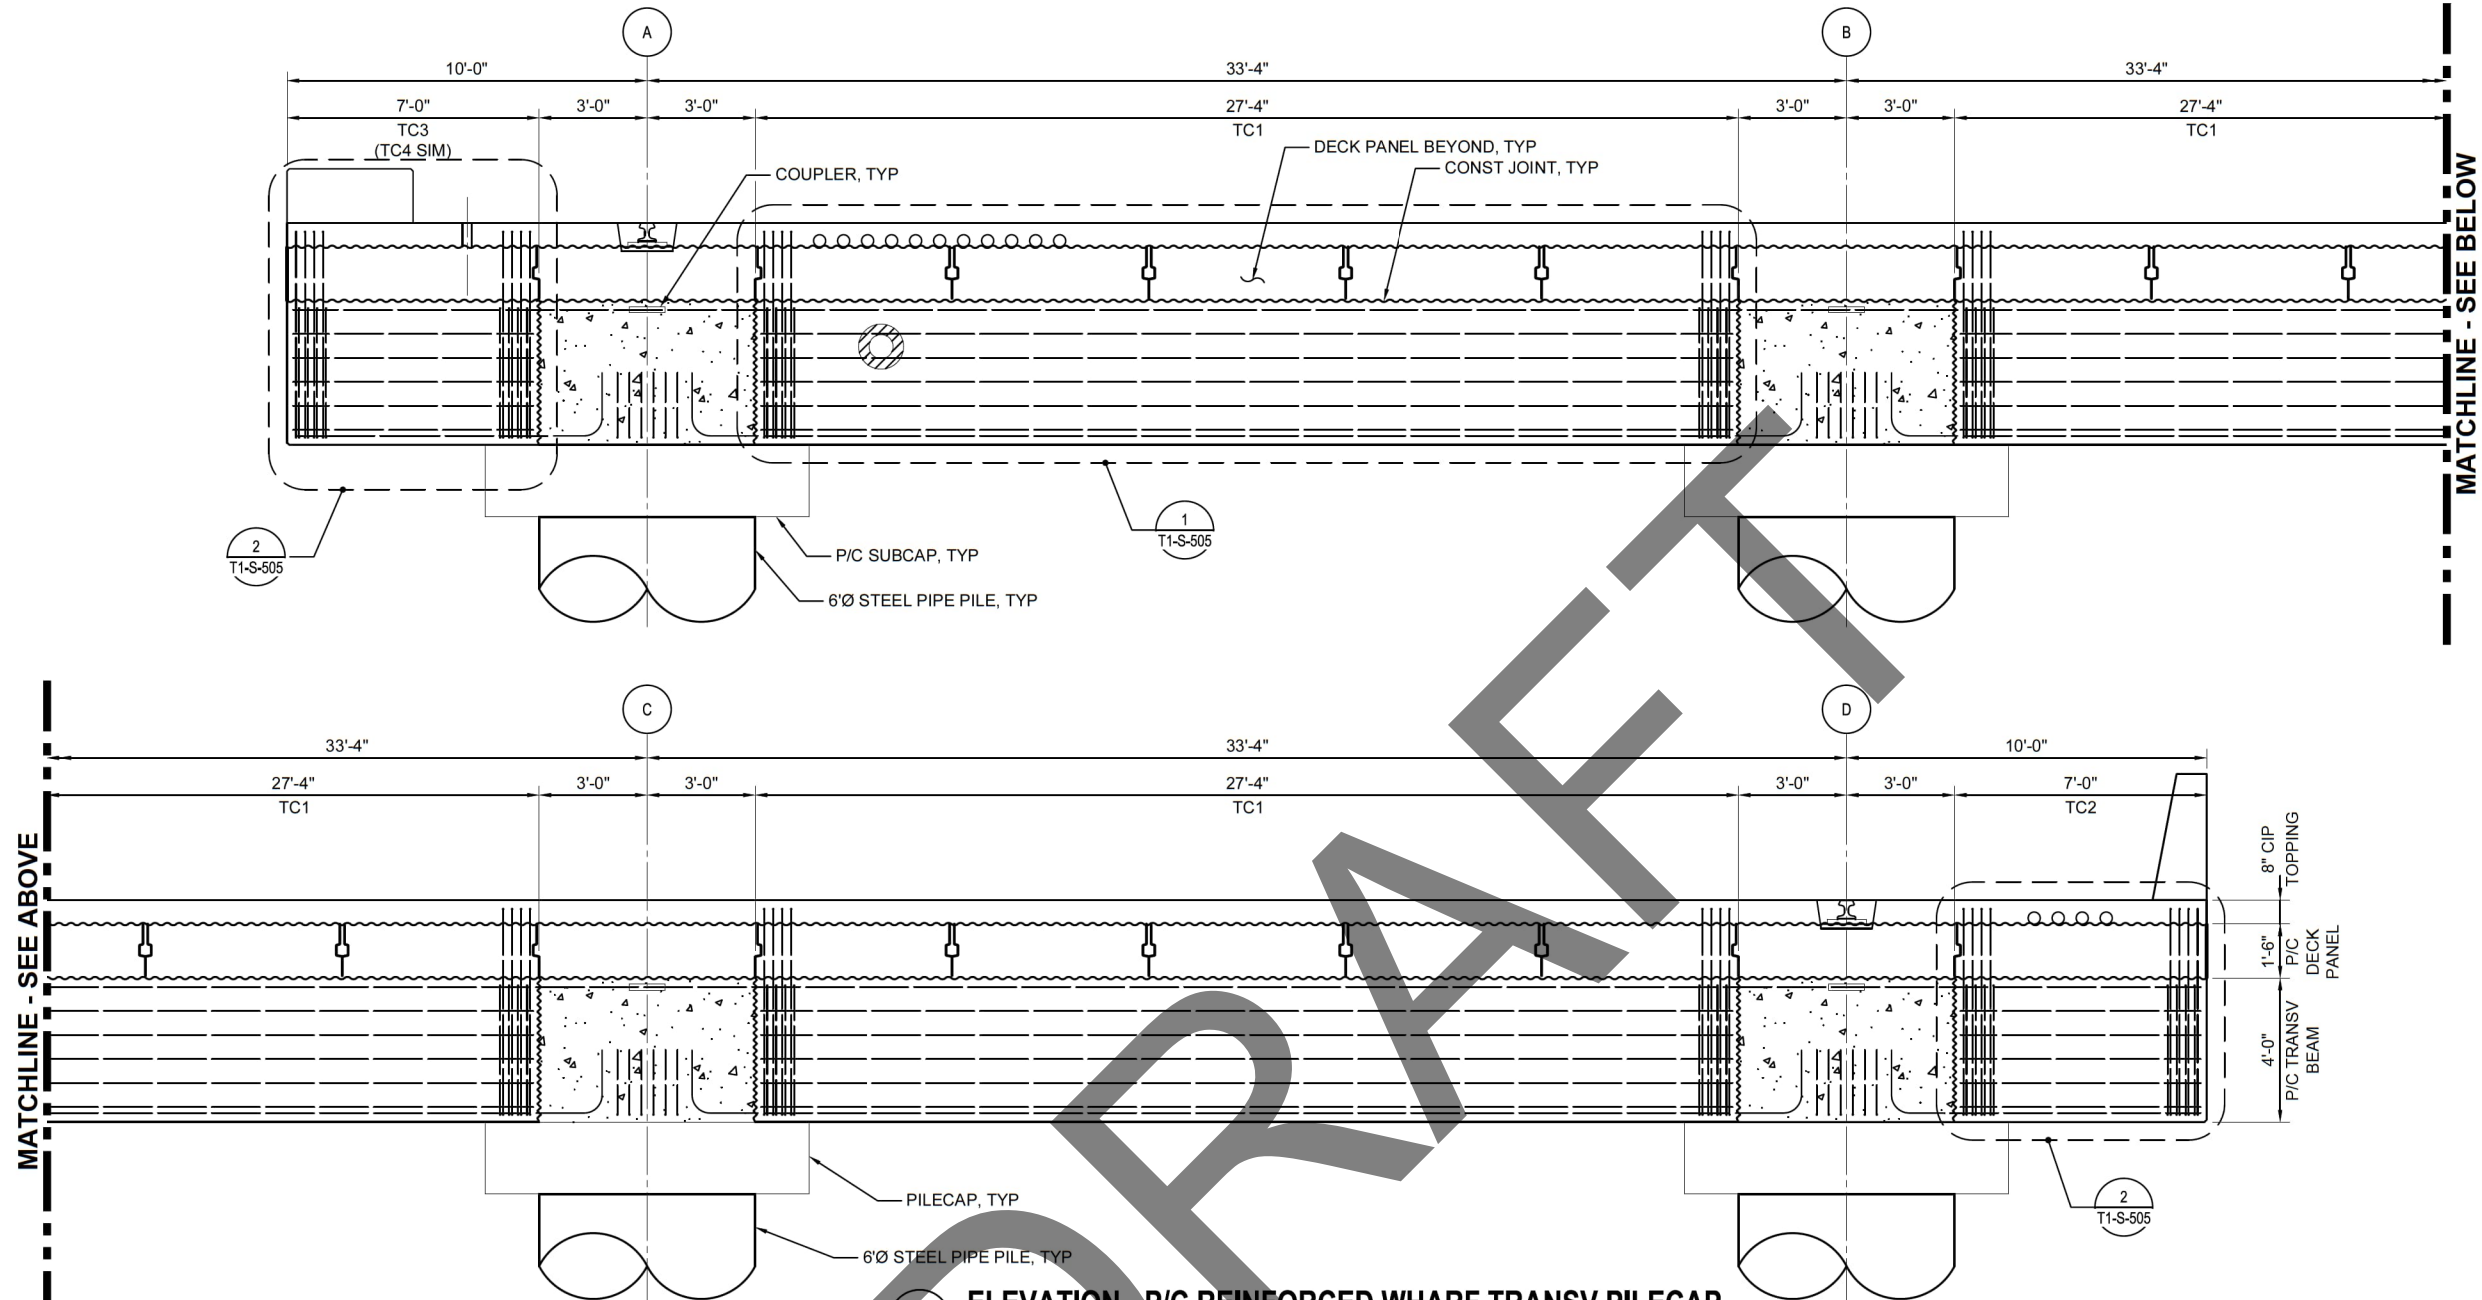 A
B
10'-0"
33'-4"
33'-4"
7'-0"
3'-0"
3'-0"
27'-4"
3'-0"
3'-0"
27'-4"
TC3
(TC4 SIM)
TC1
TC1
COUPLER, TYP
DECK PANEL BEYOND, TYP
CONST JOINT, TYP
MATCHLINE - SEE BELOW
2
T1-S-505
1
T1-S-505
P/C SUBCAP, TYP
6'Ø STEEL PIPE PILE, TYP
C
D
33'-4"
33'-4"
10'-0"
27'-4"
3'-0"
3'-0"
27'-4"
3'-0"
3'-0"
7'-0"
TC1
TC1
TC2
MATCHLINE - SEE ABOVE
8" CIP
TOPPING
1'-6"
P/C
DECK
PANEL
4'-0"
P/C TRANSV
BEAM
PILECAP, TYP
6'Ø STEEL PIPE PILE, TYP
2
T1-S-505
ELEVATION - P/C REINFORCED WHARF TRANSV PILECAP
DRAFT